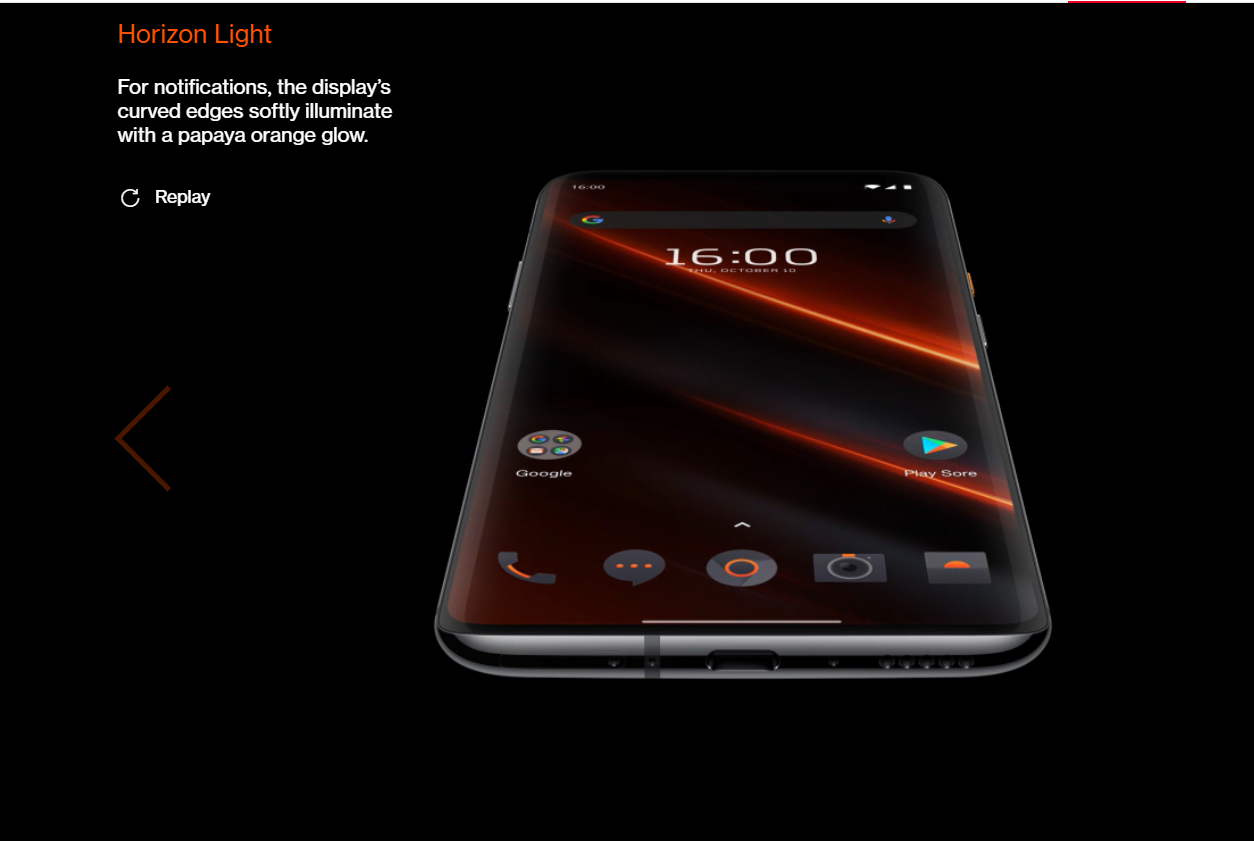 Horizon Light
For notifications, the display’s
curved edges softly illuminate
with a papaya orange glow.
Replay
16:00
16:00
THU, OCTOBER 10
Google
Play Sore